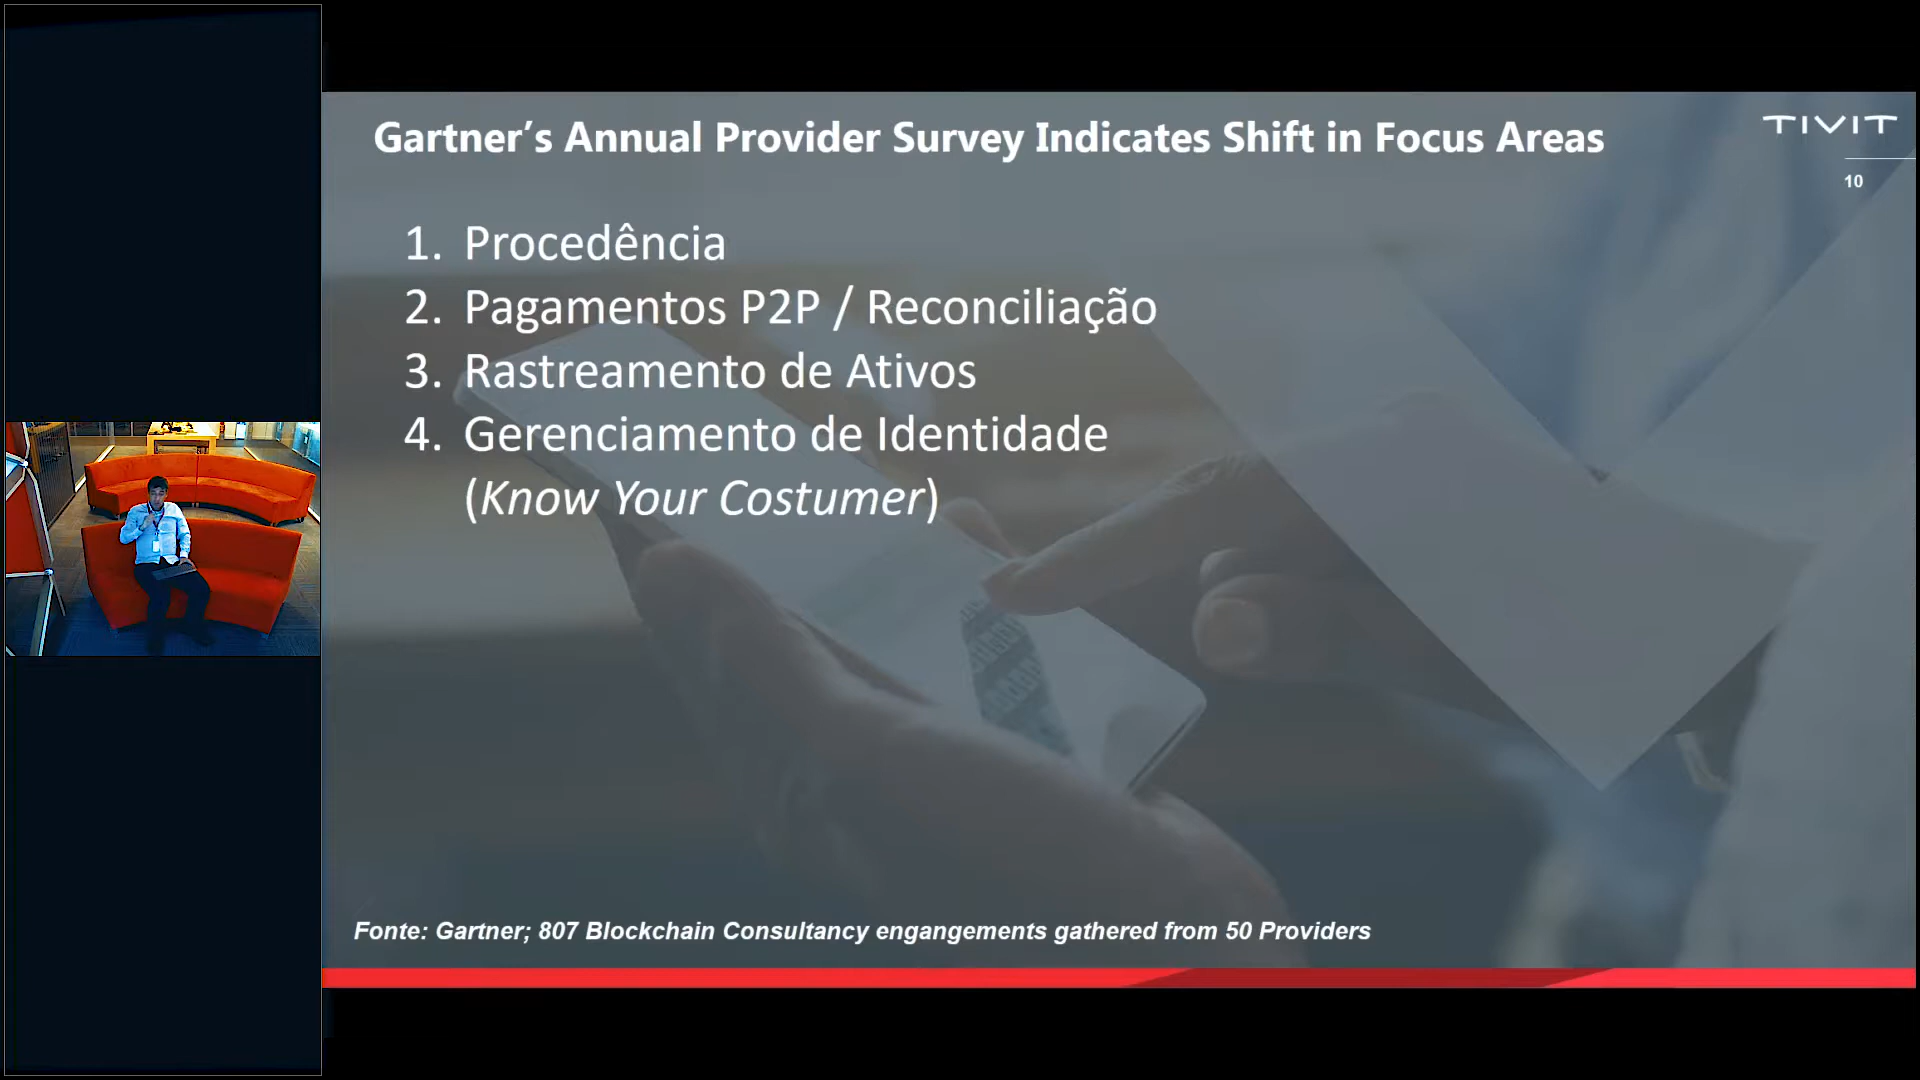 Gartner’s Annual Provider Survey Indicates Shift in Focus Areas
TIVIT
10
1. Procedência
2. Pagamentos P2P / Reconciliação
3. Rastreamento de Ativos
4. Gerenciamento de Identidade
(Know Your Costumer)
Fonte: Gartner; 807 Blockchain Consultancy engangements gathered from 50 Providers